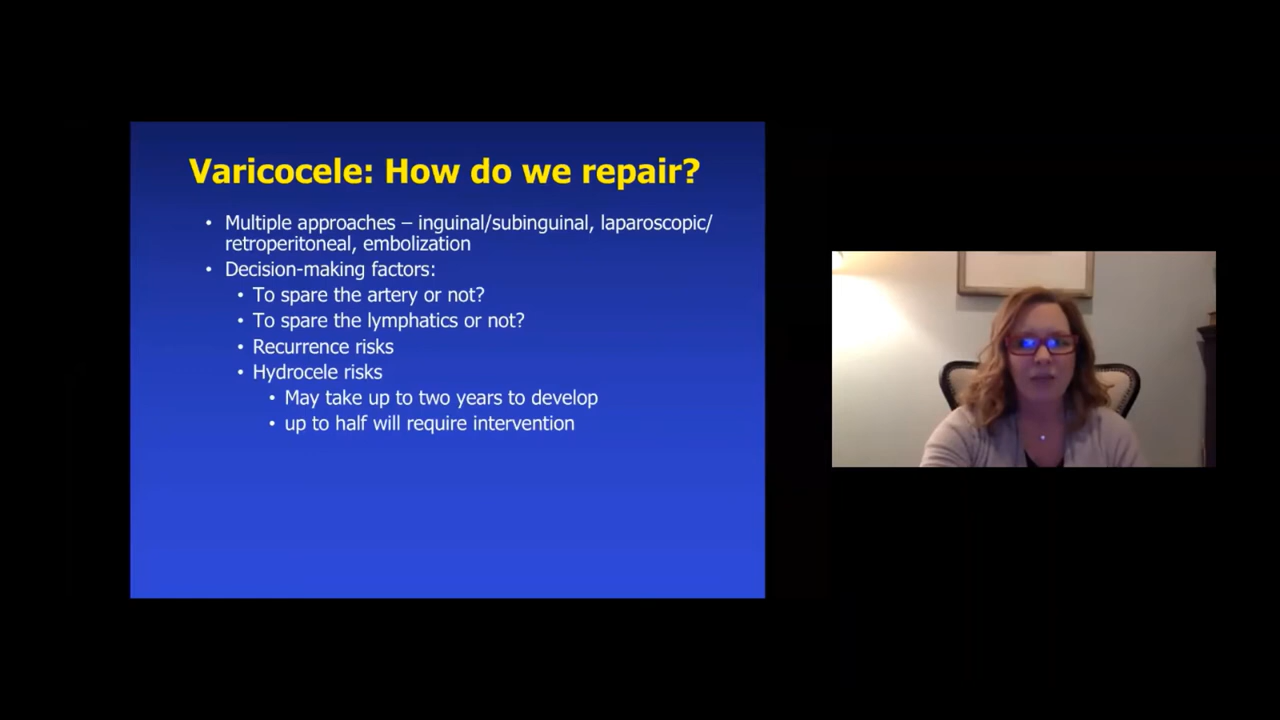 Varicocele: How do we repair?
• Multiple approaches – inguinal/subinguinal, laparoscopic/
retroperitoneal, embolization
• Decision-making factors:
• To spare the artery or not?
• To spare the lymphatics or not?
• Recurrence risks
• Hydrocele risks
• May take up to two years to develop
• up to half will require intervention